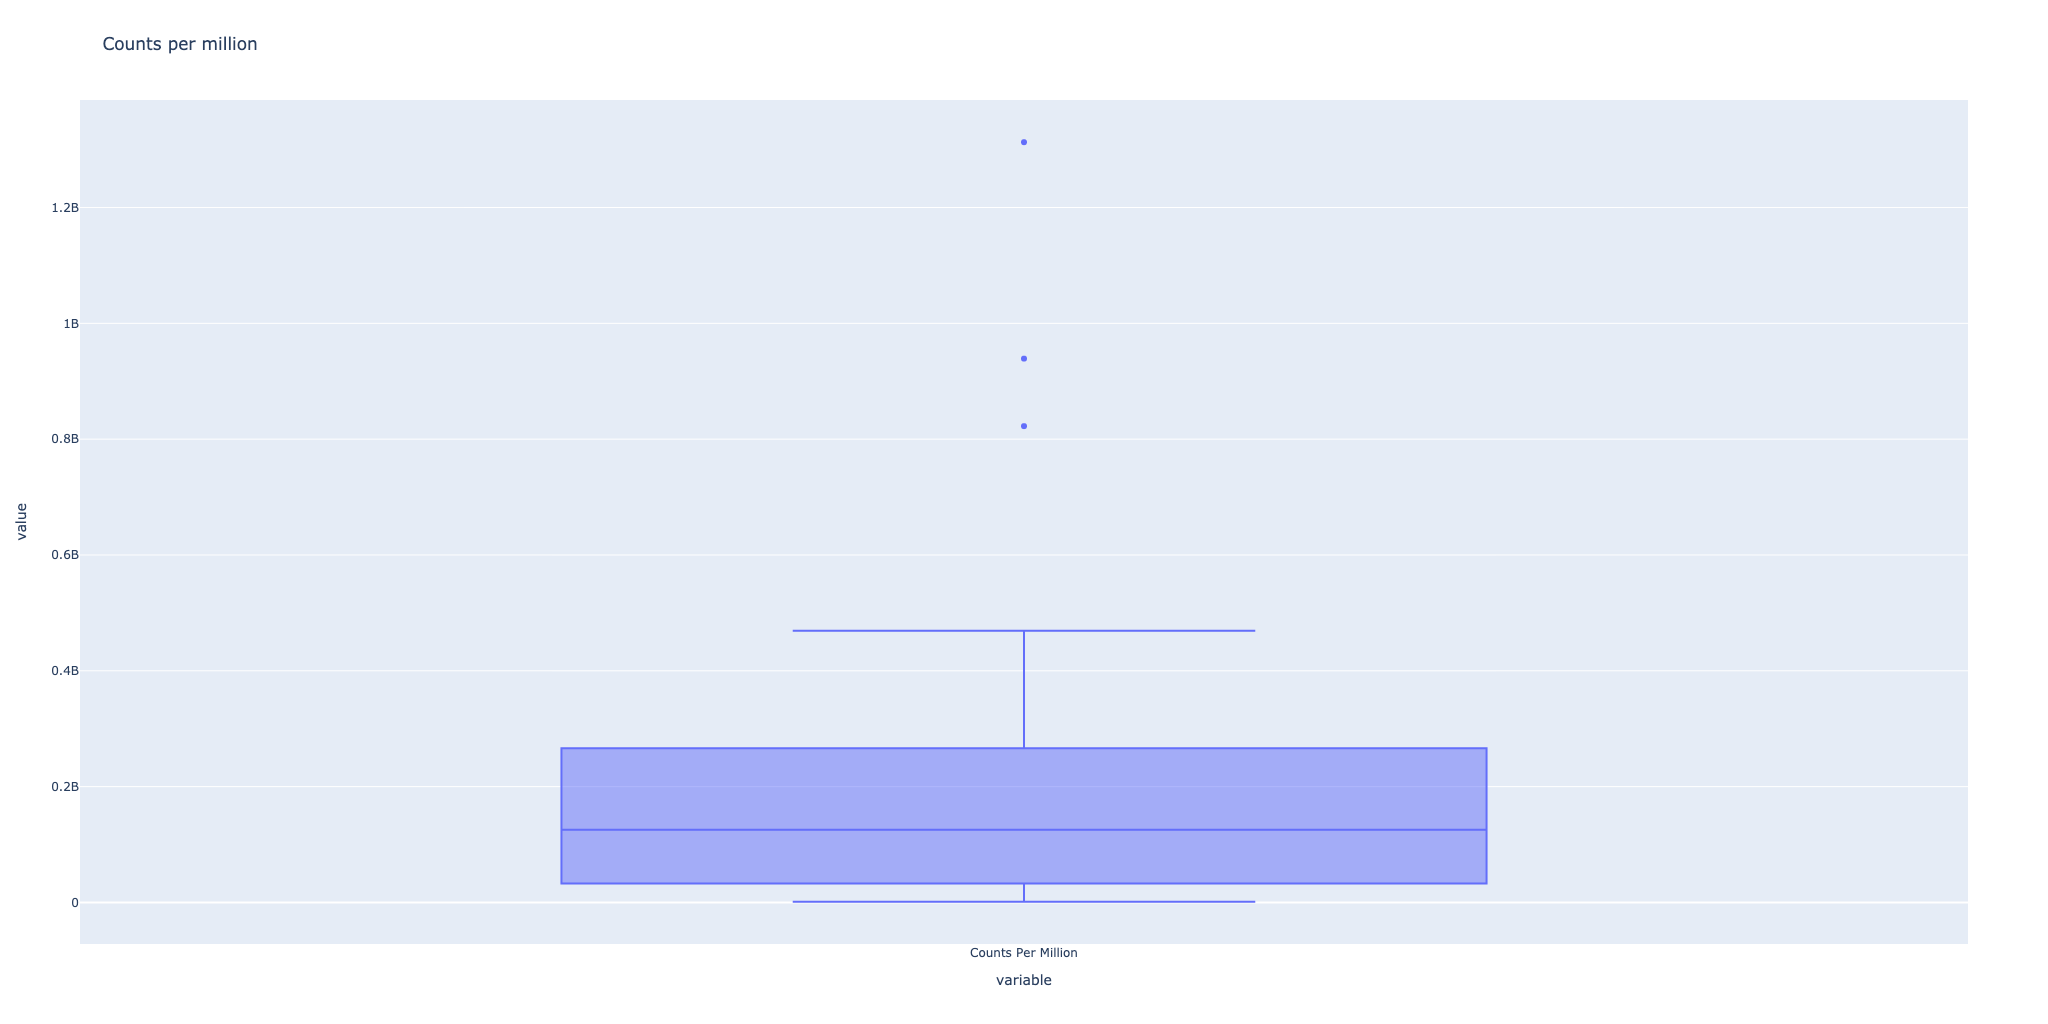 Counts per million
1.2B
1B
0.8B
0.6B
0.4B
0.2B
0
value
Counts Per Million
variable